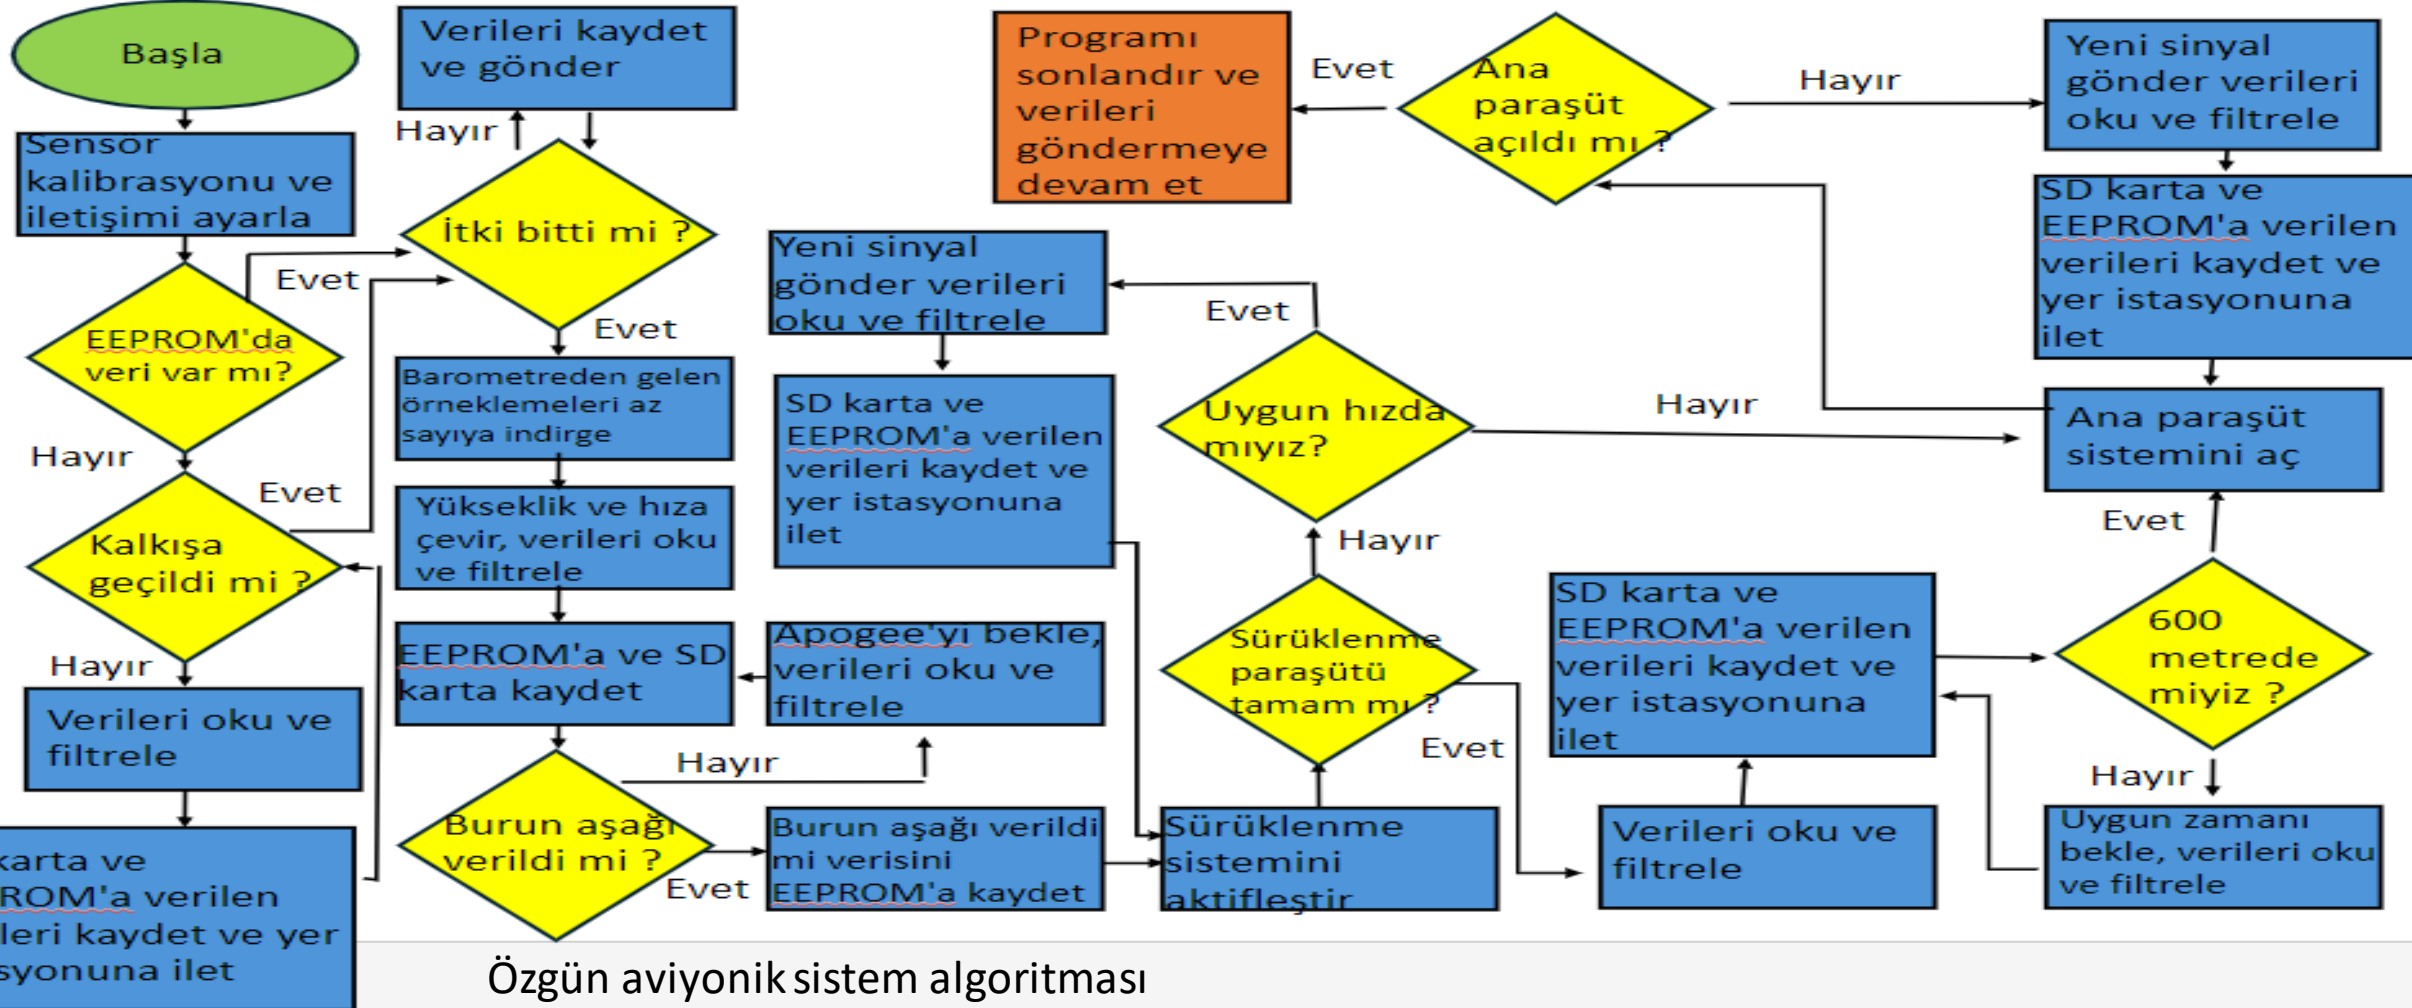 Başla
Sensör
kalibrasyonu ve
iletişimi ayarla
Evet
EEPROM'da
veri var mı?
Hayır
Evet
Kalkışa
geçildi mi ?
Hayır
Verileri oku ve
filtrele
karta ve
verilen
kaydet ve yer
ilet
Verileri kaydet
ve gönder
Hayır
İtki bitti mi ?
Evet
Barometreden gelen
örneklemeleri az
sayıya indirge
Yükseklik ve hıza
çevir, verileri oku
ve filtrele
EEPROM'a ve SD
karta kaydet
Apogee'yi bekle,
verileri oku ve
filtrele
Hayır
Burun aşağı
verildi mi ?
Evet
Burun aşağı verildi
mi verisini
EEPROM'a kaydet
Yeni sinyal
gönder verileri
oku ve filtrele
SD karta ve
EEPROM'a verilen
verileri kaydet ve
yer istasyonuna
ilet
Sürüklenme
sistemini
aktifleştir
Sürüklenme
paraşütü
tamam mı ?
Hayır
Evet
Uygun hızda
mıyız?
Evet
Hayır
Verileri oku ve
filtrele
SD karta ve
EEPROM'a verilen
verileri kaydet ve
yer istasyonuna
ilet
600
metrede
miyiz ?
Hayır
Uygun zamanı
bekle, verileri oku
ve filtrele
Evet
Ana paraşüt
sistemini aç
Programı
sonlandır ve
verileri
göndermeye
devam et
Evet
Ana
paraşüt
açıldı mı ?
Hayır
Yeni sinyal
gönder verileri
oku ve filtrele
SD karta ve
EEPROM'a verilen
verileri kaydet ve
yer istasyonuna
ilet
Özgün aviyonik sistem algoritması